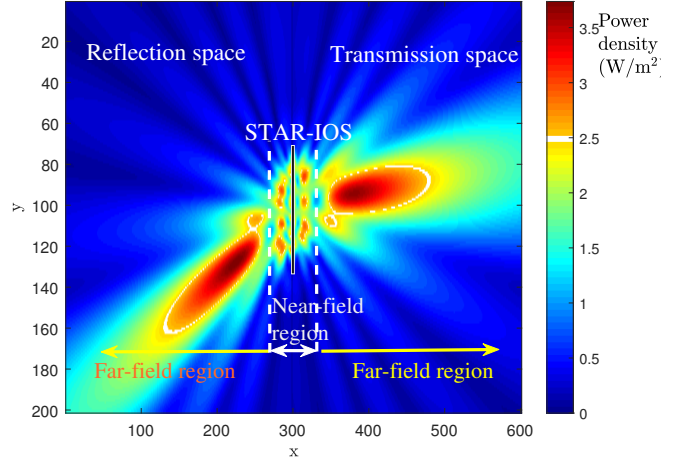 Reflection space
Transmission space
STAR-IOS
Near-field
region
Far-field region
Far-field region
20
40
60
80
100
120
140
160
180
200
y
100
200
300
400
500
600
x
Power
density
(W/m²)
3.5
3
2.5
2
1.5
1
0.5
0